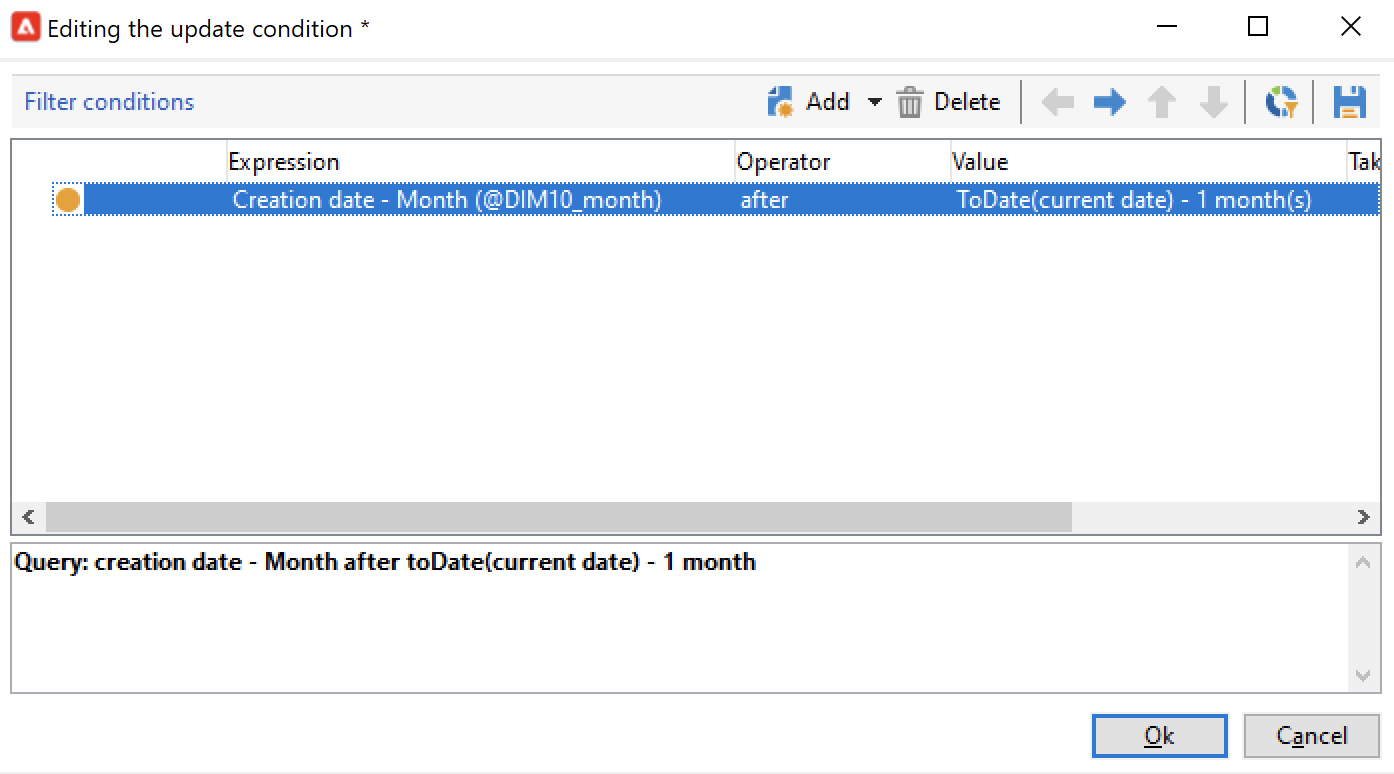 Editing the update condition *
Filter conditions Add Delete
Expression Operator Value Tak
Creation date - Month (@DIM10_month) after ToDate(current date) - 1 month(s)
Query: creation date - Month after toDate(current date) - 1 month
Ok Cancel